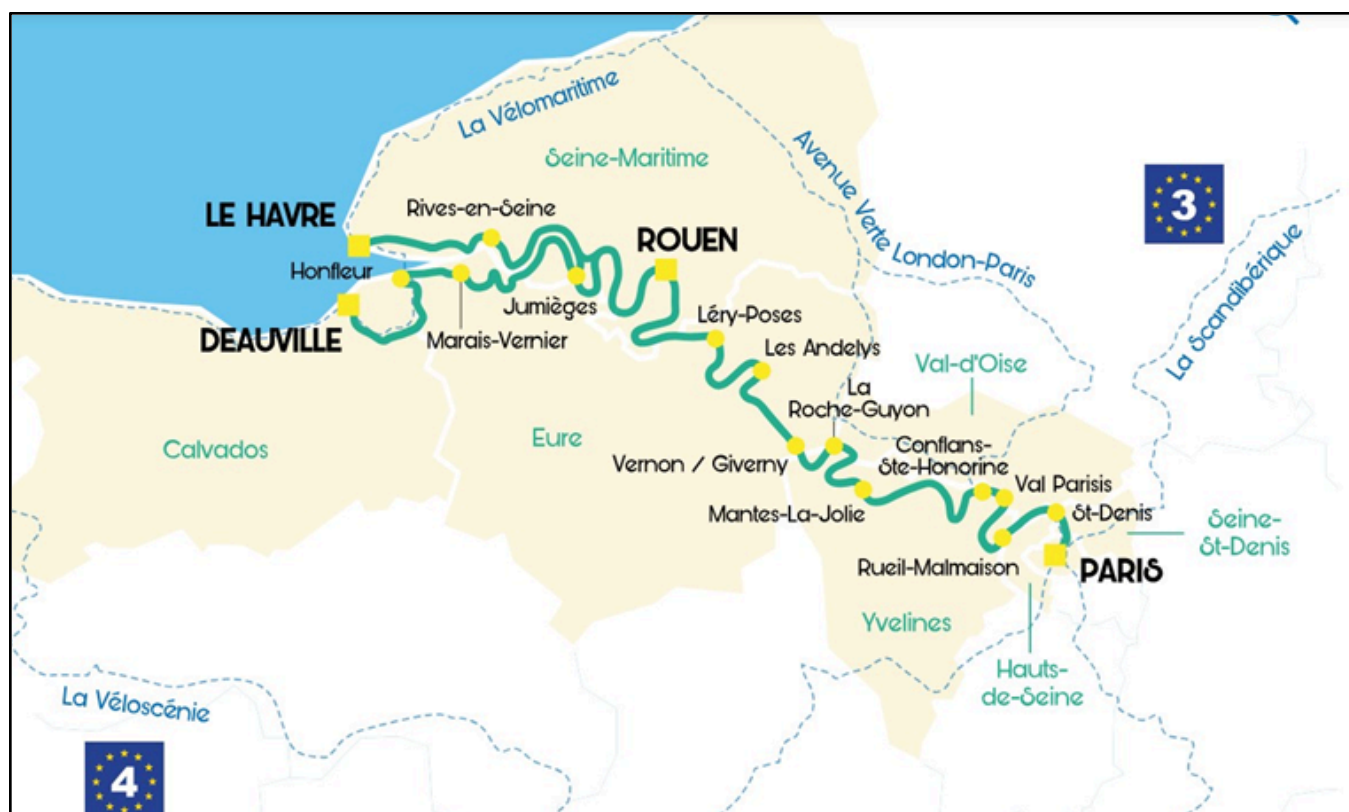 La Vélomaritime
Seine-Maritime
Avenue Verte London-Paris
3
La Scandibérique
LE HAVRE
Rives-en-Seine
ROUEN
Honfleur
DEAUVILLE
Marais-Vernier
Jumièges
Léry-Poses
Les Andelys
La
Roche-Guyon
Val-d'Oise
Calvados
Eure
Vernon / Giverny
Conflans-
Ste-Honorine
Val Parisis
Mantes-La-Jolie
St-Denis
Seine-
St-Denis
Rueil-Malmaison
PARIS
Yvelines
Hauts-
de-Seine
La Véloscénie
4